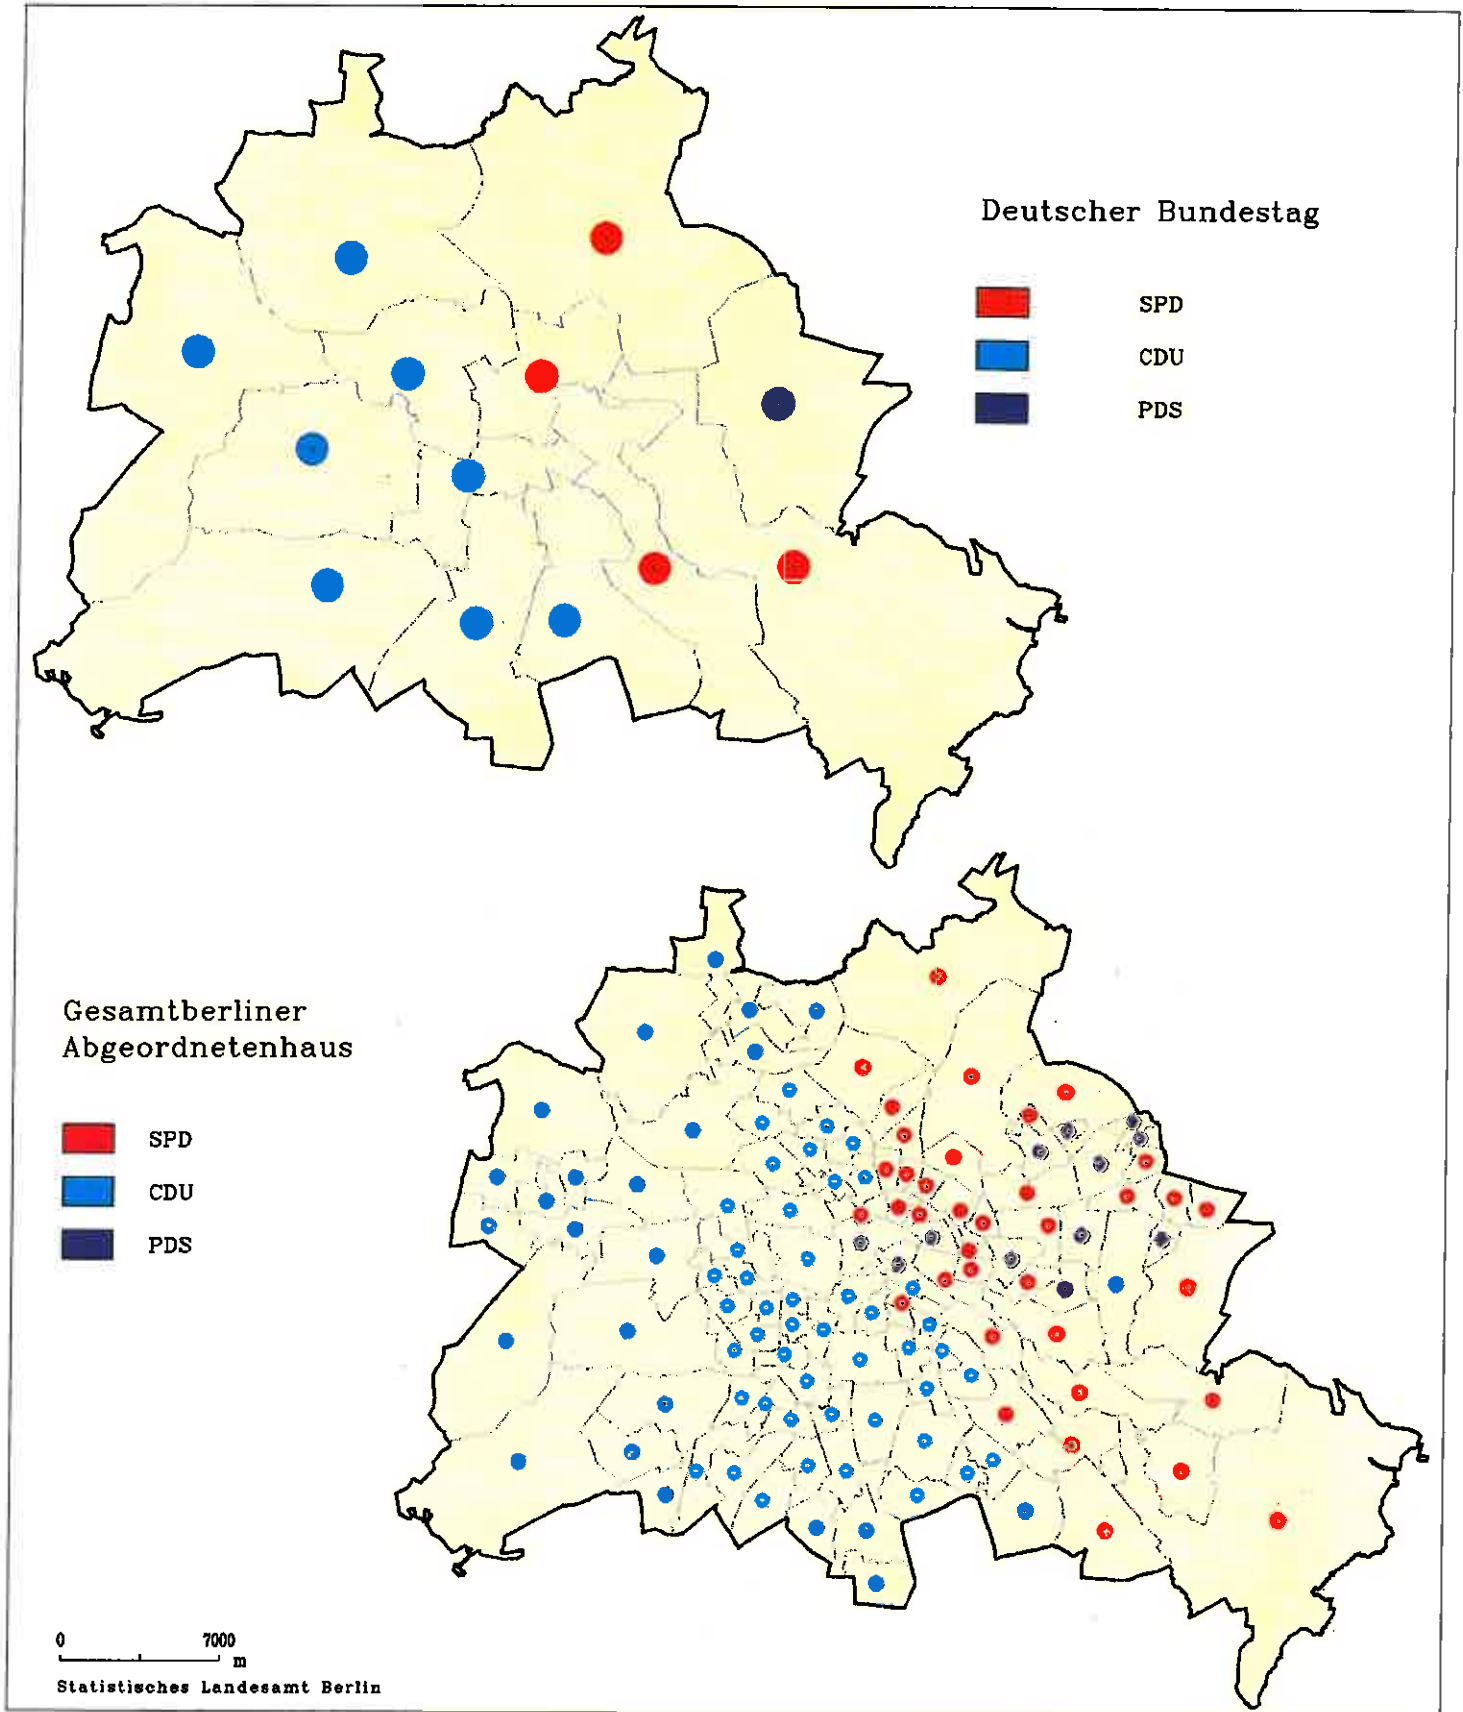 Deutscher Bundestag
SPD
CDU
PDS
Gesamtberliner
Abgeordnetenhaus
SPD
CDU
PDS
0 7000
m
Statistisches Landesamt Berlin